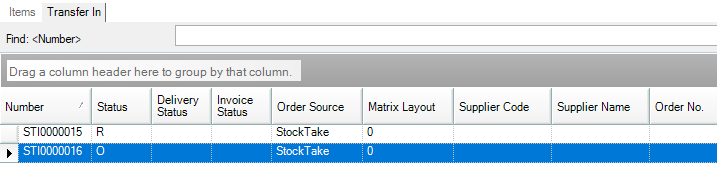 Items Transfer In
Find: <Number>
Drag a column header here to group by that column.
Number Status Delivery Status Invoice Status Order Source Matrix Layout Supplier Code Supplier Name Order No.
STI0000015 R StockTake 0
STI0000016 O StockTake 0